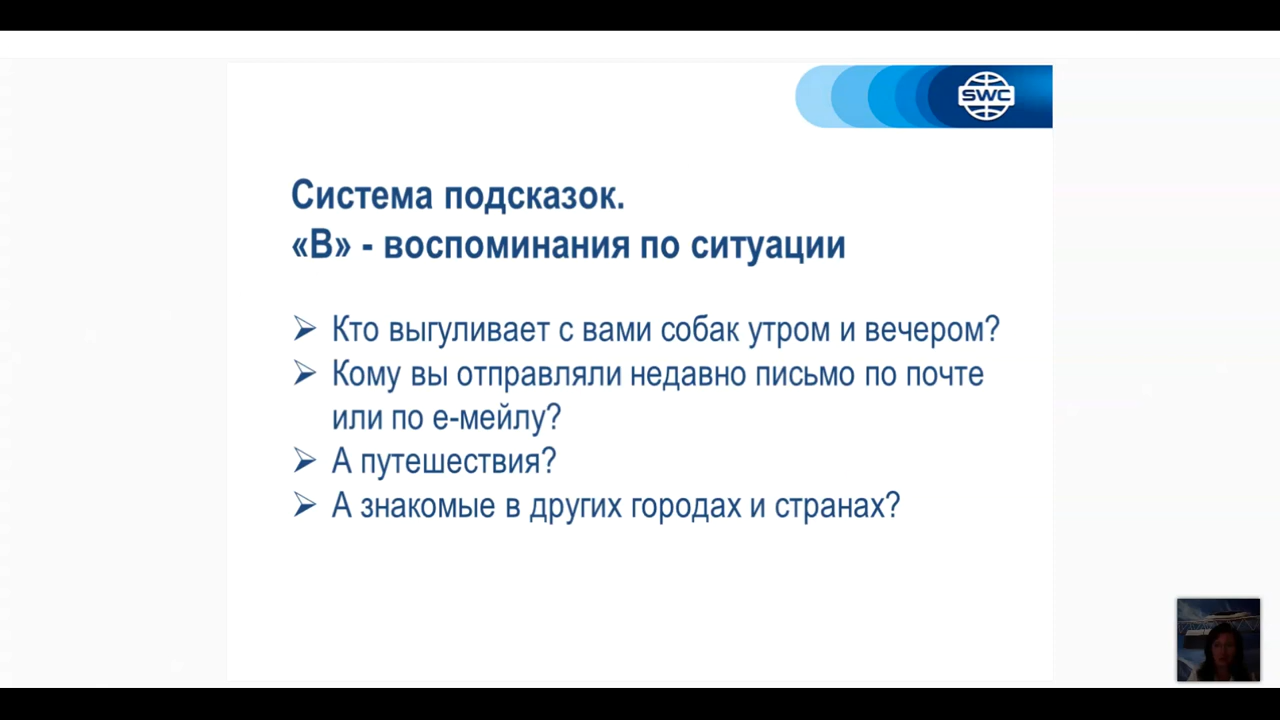 SWC
Система подсказок.
«В» - воспоминания по ситуации
Кто выгуливает с вами собак утром и вечером?
Кому вы отправляли недавно письмо по почте
или по е-мейлу?
А путешествия?
А знакомые в других городах и странах?